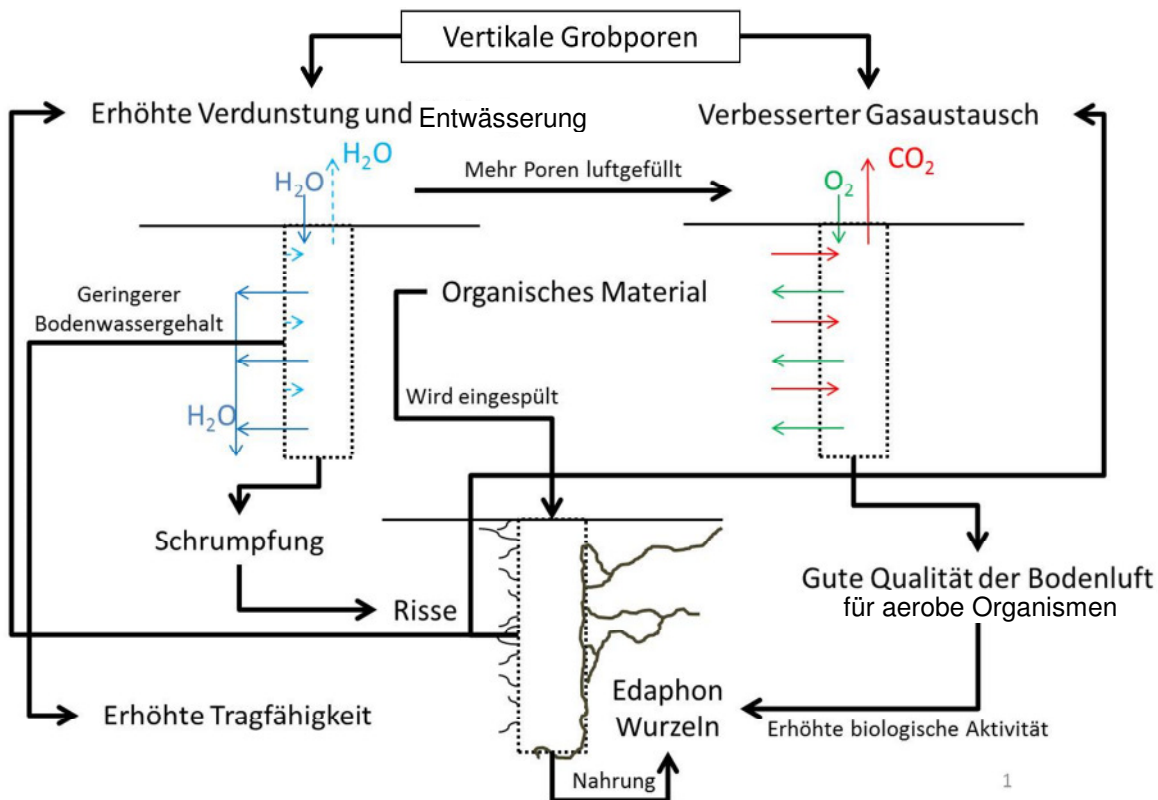 Vertikale Grobporen
Erhöhte Verdunstung und Entwässerung
Verbesserter Gasaustausch
H₂O
H₂O
Mehr Poren luftgefüllt
O₂
CO₂
Geringerer
Bodenwassergehalt
Organisches Material
Wird eingespült
H₂O
Schrumpfung
Risse
Gute Qualität der Bodenluft
für aerobe Organismen
Erhöhte Tragfähigkeit
Edaphon
Wurzeln
Erhöhte biologische Aktivität
Nahrung
1